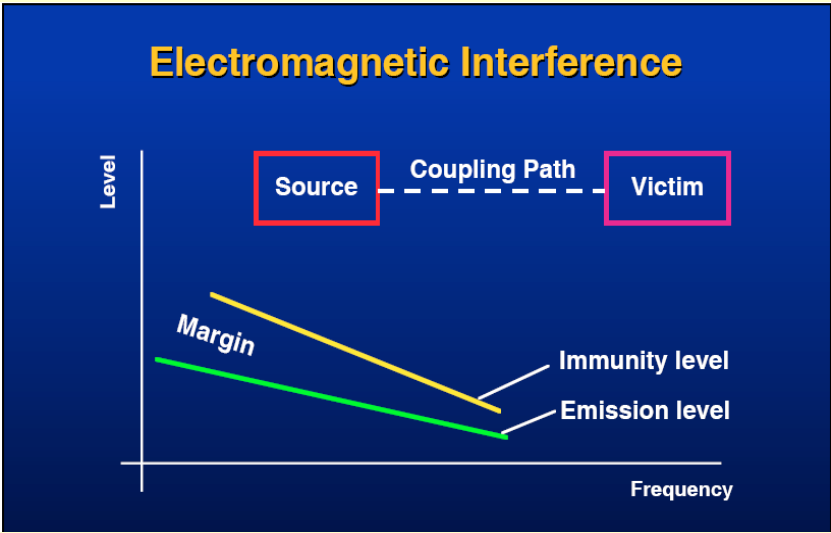 Electromagnetic Interference
Level
Source
Coupling Path
Victim
Margin
Immunity level
Emission level
Frequency